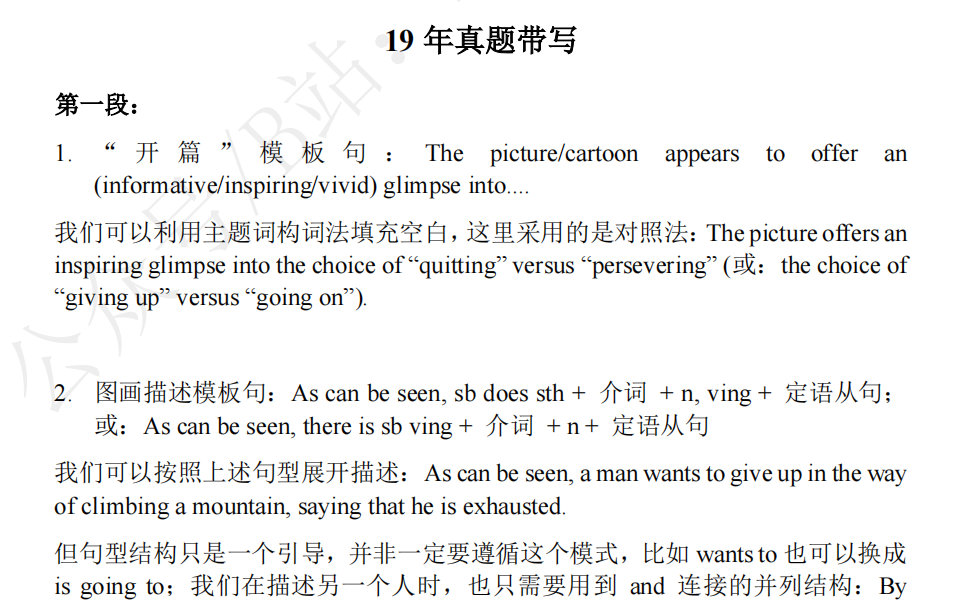 19 年真题带写
第一段：
1. “开篇”模板句：The picture/cartoon appears to offer an
(informative/inspiring/vivid) glimpse into....
我们可以利用主题词构词法填充空白，这里采用的是对照法：The picture offers an
inspiring glimpse into the choice of “quitting” versus “persevering” (或：the choice of
“giving up” versus “going on”).
2. 图画描述模板句：As can be seen, sb does sth + 介词 + n, ving + 定语从句；
或：As can be seen, there is sb ving + 介词 + n + 定语从句
我们可以按照上述句型展开描述：As can be seen, a man wants to give up in the way
of climbing a mountain, saying that he is exhausted.
但句型结构只是一个引导，并非一定要遵循这个模式，比如 wants to 也可以换成
is going to；我们在描述另一个人时，也只需要用到 and 连接的并列结构：By
公众号/B站：